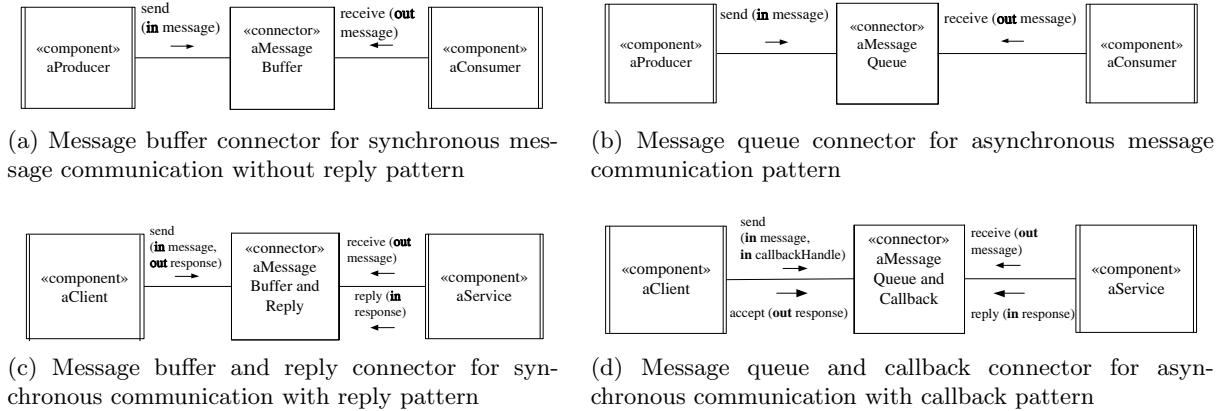 send
(in message)
«component»
aProducer
«connector»
aMessage
Buffer
receive (out
message)
«component»
aConsumer
(a) Message buffer connector for synchronous mes-
sage communication without reply pattern
«component»
aProducer
send (in message)
«connector»
aMessage
Queue
receive (out message)
«component»
aConsumer
(b) Message queue connector for asynchronous message
communication pattern
«component»
aClient
send
(in message,
out response)
«connector»
aMessage
Buffer and
Reply
receive (out
message)
reply (in
response)
«component»
aService
(c) Message buffer and reply connector for syn-
chronous communication with reply pattern
«component»
aClient
send
(in message,
in callbackHandle)
accept (out response)
«connector»
aMessage
Queue and
Callback
receive (out
message)
reply (in response)
«component»
aService
(d) Message queue and callback connector for asyn-
chronous communication with callback pattern